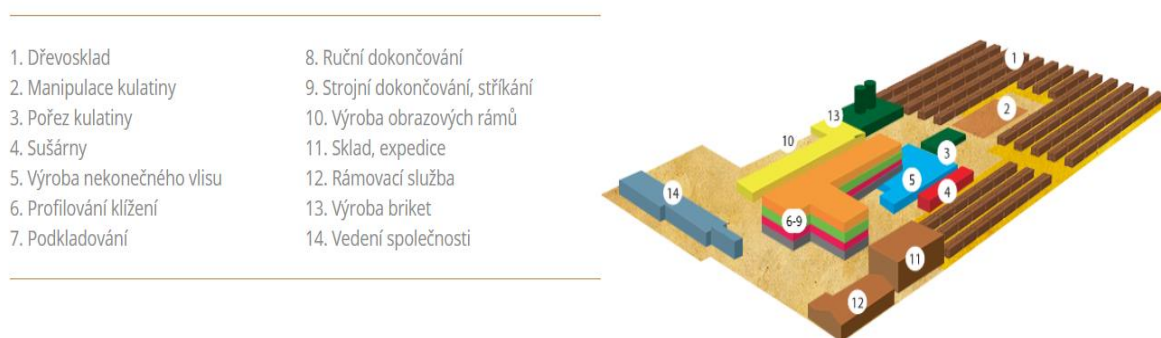 1. Dřevosklad
2. Manipulace kulatiny
3. Pořez kulatiny
4. Sušárny
5. Výroba nekonečného vlisu
6. Profilování klížení
7. Podkladování
8. Ruční dokončování
9. Strojní dokončování, stříkání
10. Výroba obrazových rámů
11. Sklad, expedice
12. Rámovací služba
13. Výroba briket
14. Vedení společnosti
1
2
13
10
3
5
4
14
6-9
11
12